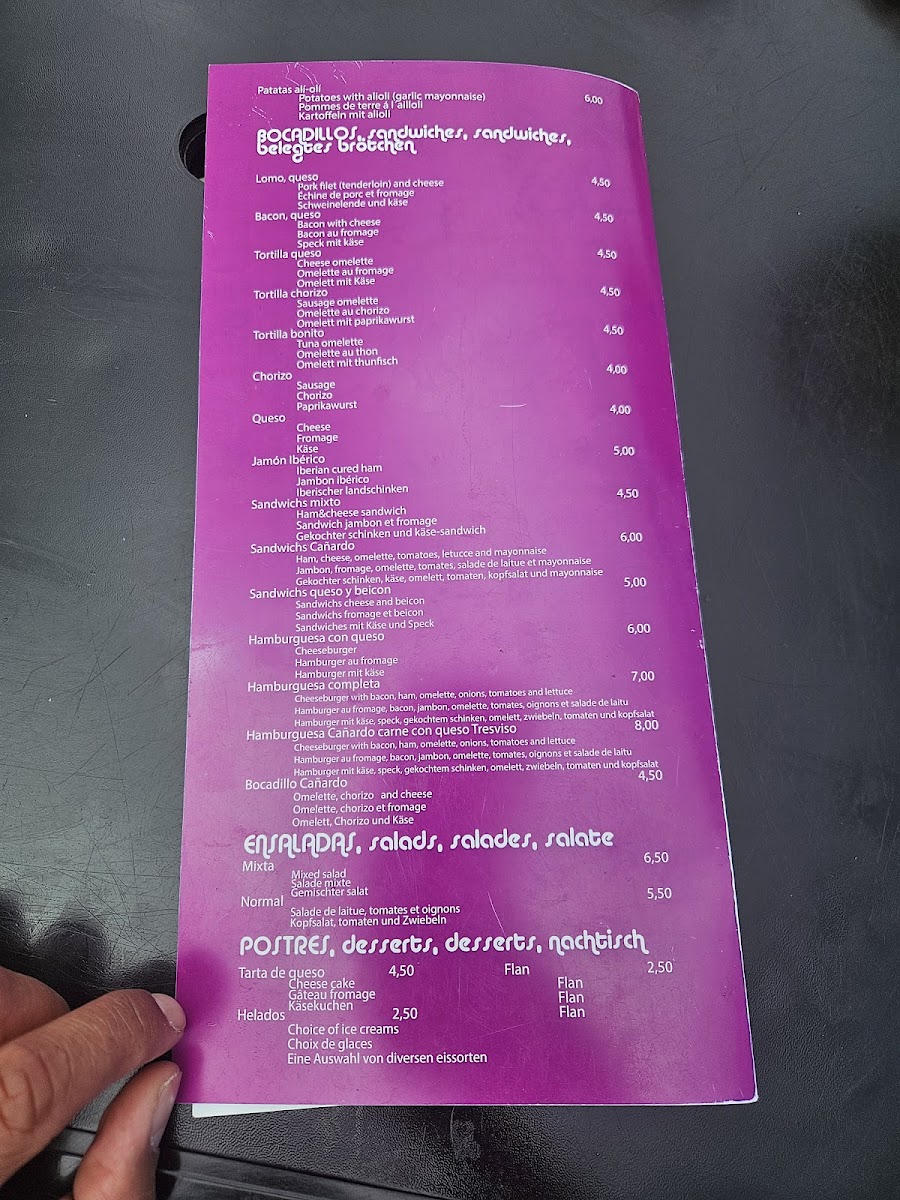 Patatas alí-olí 6,00
Potatoes with alioli (garlic mayonnaise)
Pommes de terre á l´aïlloli
Kartoffeln mit alioli
BOCADILLOS, sandwiches, sandwiches,
belegtes brötchen
Lomo, queso 4,50
Pork filet (tenderloin) and cheese
Échine de porc et fromage
Schweinelende und käse
Bacon, queso 4,50
Bacon with cheese
Bacon au fromage
Speck mit käse
Tortilla queso 4,50
Cheese omelette
Omelette au fromage
Omelett mit Käse
Tortilla chorizo 4,50
Sausage omelette
Omelette au chorizo
Omelett mit paprikawurst
Tortilla bonito 4,50
Tuna omelette
Omelette au thon
Omelett mit thunfisch
Chorizo 4,00
Sausage
Chorizo
Paprikawurst
Queso 4,00
Cheese
Fromage
Käse
Jamón Ibérico 5,00
Iberian cured ham
Jambon ibérico
Iberischer landschinken
Sandwichs mixto 4,50
Ham&cheese sandwich
Sandwich jambon et fromage
Gekochter schinken und käse-sandwich
Sandwichs Cañardo 6,00
Ham, cheese, omelette, tomatoes, letucce and mayonnaise
Jambon, fromage, omelette, tomates, salade de laitue et mayonnaise
Gekochter schinken, käse, omelett, tomaten, kopfsalat und mayonnaise
Sandwichs queso y beicon 5,00
Sandwichs cheese and beicon
Sandwichs fromage et beicon
Sandwiches mit Käse und Speck
Hamburguesa con queso 6,00
Cheeseburger
Hamburger au fromage
Hamburger mit käse
Hamburguesa completa 7,00
Cheeseburger with bacon, ham, omelette, onions, tomatoes and lettuce
Hamburger au fromage, bacon, jambon, omelette, tomates, oignons et salade de laitu
Hamburger mit käse, speck, gekochtem schinken, omelett, zwiebeln, tomaten und kopfsalat
Hamburguesa Cañardo carne con queso Tresviso 8,00
Cheeseburger with bacon, ham, omelette, onions, tomatoes and lettuce
Hamburger au fromage, bacon, jambon, omelette, tomates, oignons et salade de laitu
Hamburger mit käse, speck, gekochtem schinken, omelett, zwiebeln, tomaten und kopfsalat
Bocadillo Cañardo 4,50
Omelette, chorizo and cheese
Omelette, chorizo et fromage
Omelett, Chorizo und Käse
ENSALADAS, salads, salades, salate
Mixta 6,50
Mixed salad
Salade mixte
Gemischter salat
Normal 5,50
Salade de laitue, tomates et oignons
Kopfsalat, tomaten und Zwiebeln
POSTRES, desserts, desserts, nachtisch
Tarta de queso 4,50 Flan 2,50
Cheese cake Flan
Gâteau fromage Flan
Käsekuchen Flan
Helados 2,50
Choice of ice creams
Choix de glaces
Eine Auswahl von diversen eissorten